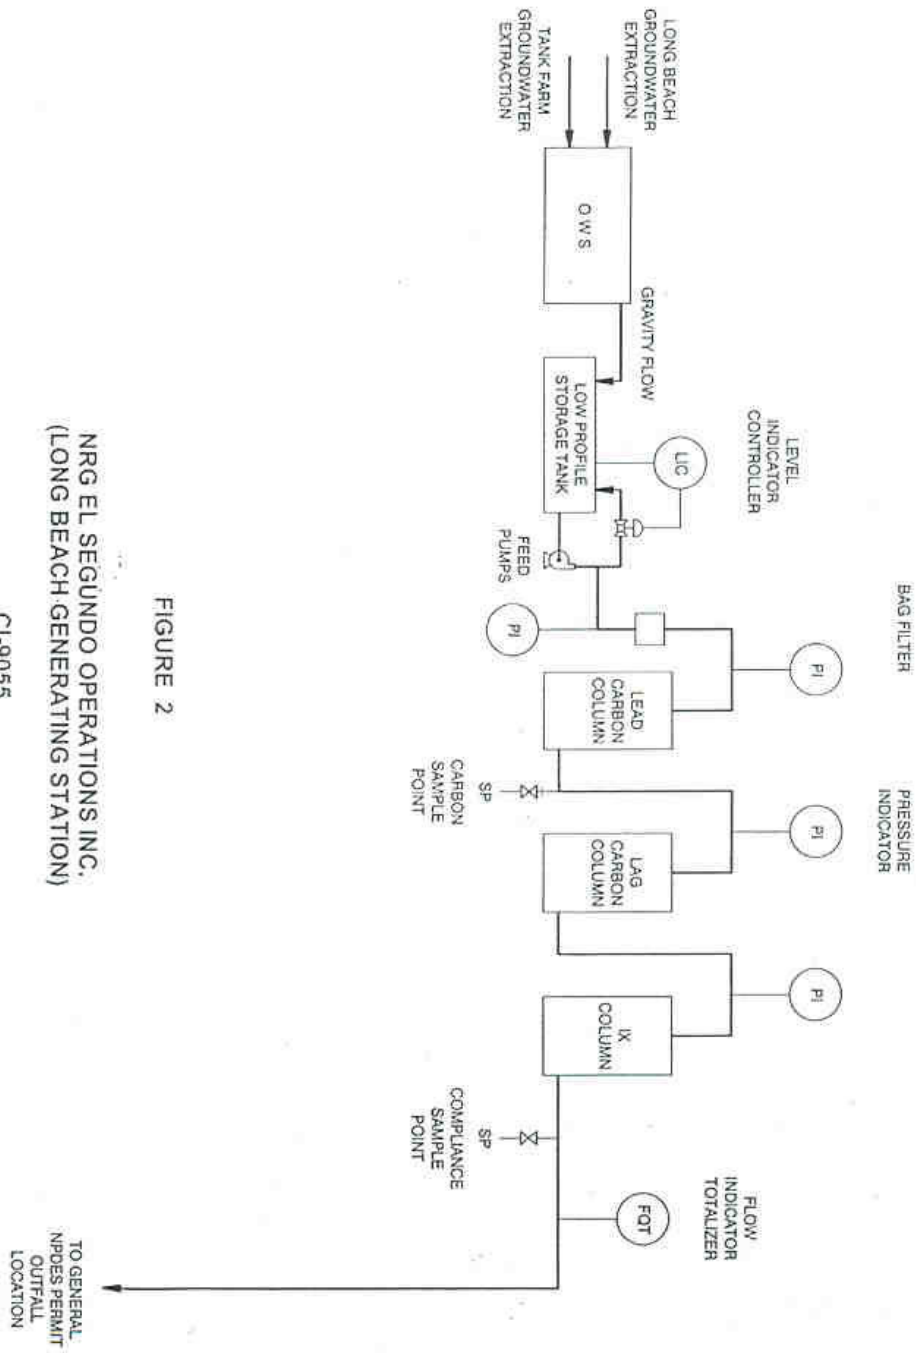 LONG BEACH
GROUNDWATER
EXTRACTION
TANK FARM
GROUNDWATER
EXTRACTION
O W S
GRAVITY FLOW
LOW PROFILE
STORAGE TANK
LEVEL
INDICATOR
CONTROLLER
LIC
FEED
PUMPS
PI
BAG FILTER
PI
LEAD
CARBON
COLUMN
SP
CARBON
SAMPLE
POINT
PRESSURE
INDICATOR
PI
LAG
CARBON
COLUMN
PI
IX
COLUMN
SP
COMPLIANCE
SAMPLE
POINT
FLOW
INDICATOR
TOTALIZER
FQT
TO GENERAL
NPDES PERMIT
OUTFALL
LOCATION
FIGURE 2
NRG EL SEGUNDO OPERATIONS INC.
(LONG BEACH GENERATING STATION)
CI-9055